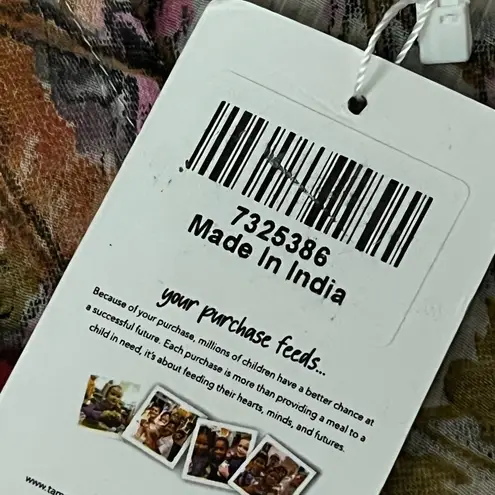 7325386
Made In India
your purchase feeds...
Because of your purchase, millions of children have a better chance at
a successful future. Each purchase is more than providing a meal to a
child in need, it's about feeding their hearts, minds, and futures.